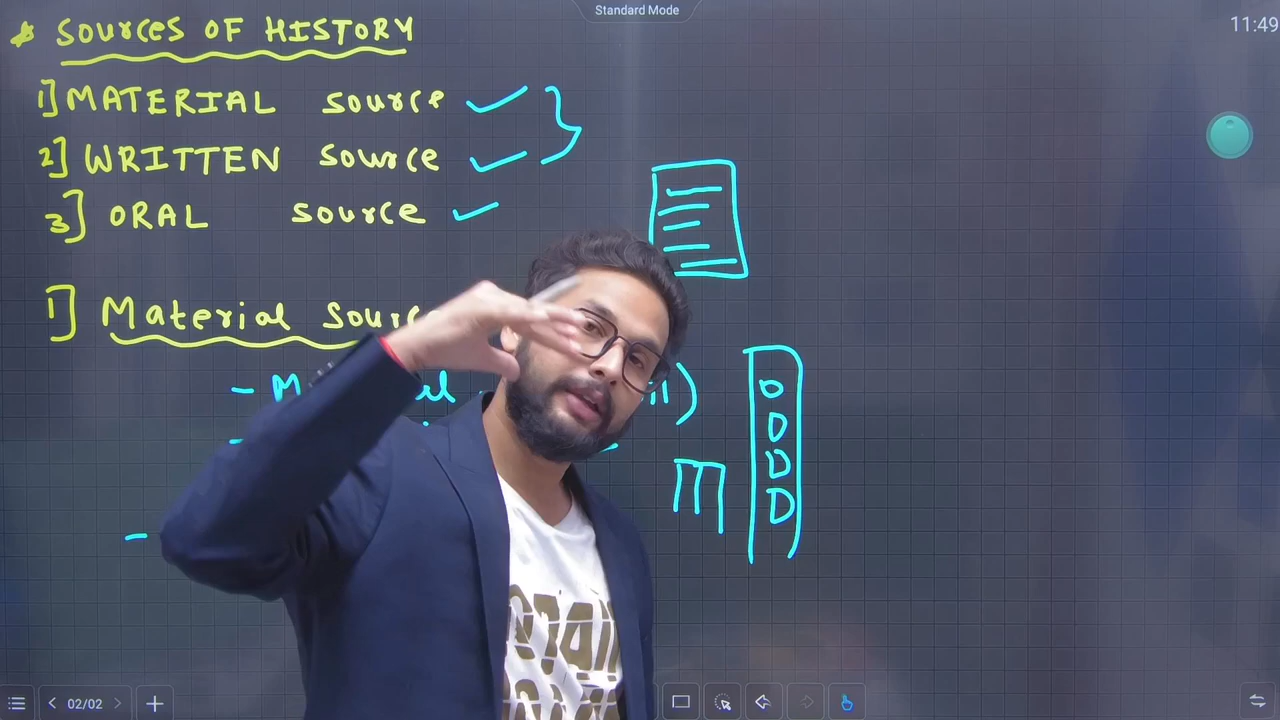 Standard Mode
11:49
SOURCES OF HISTORY
1] MATERIAL source
2] WRITTEN source
3] ORAL source
1] Material
02/02